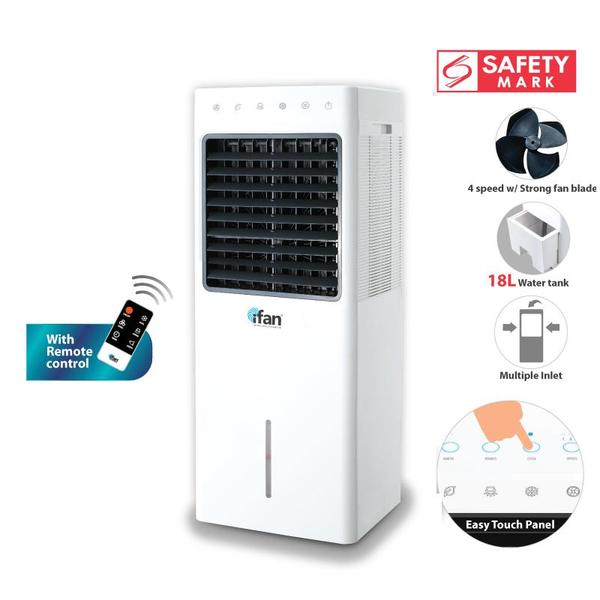 SAFETY
MARK
4 speed w/ Strong fan blade
18L Water tank
Multiple Inlet
With
Remote
control
ifan
ifan
Easy Touch Panel